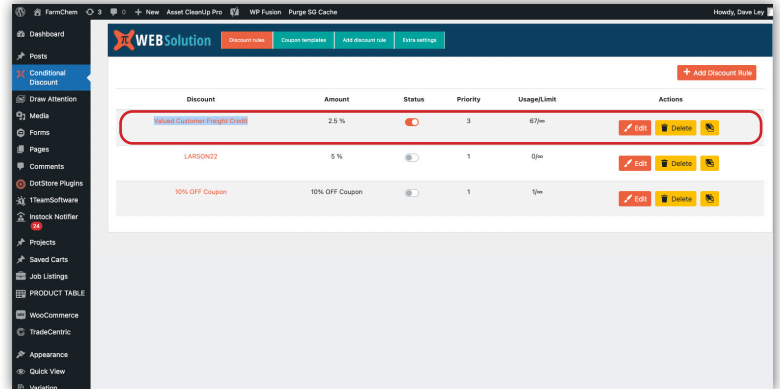 FarmChem 3 0 + New Asset CleanUp Pro WP Fusion Purge SG Cache Howdy, Dave Ley
Dashboard
Posts
Conditional
Discount
Draw Attention
Media
Forms
Pages
Comments
DotStore Plugins
1TeamSoftware
Instock Notifier
24
Projects
Saved Carts
Job Listings
PRODUCT TABLE
WooCommerce
TradeCentric
Appearance
Quick View
Variation
WEBSolution Discount rules Coupon templates Add discount rule Extra settings
+ Add Discount Rule
Discount Amount Status Priority Usage/Limit Actions
Valued Customer Freight Credit 2.5 % 3 67/∞ Edit Delete
LARSON22 5 % 1 0/∞ Edit Delete
10% OFF Coupon 10% OFF Coupon 1 1/∞ Edit Delete